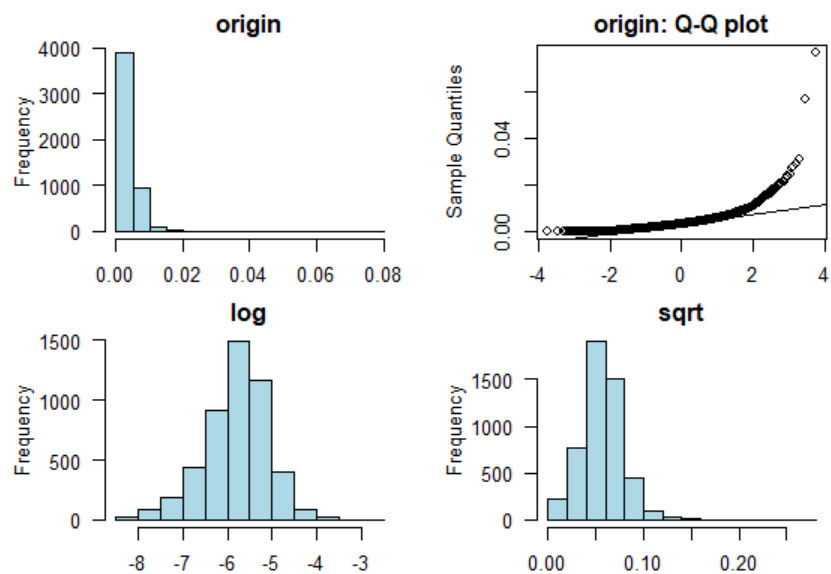 origin
Frequency
4000
3000
2000
1000
0
0.00 0.02 0.04 0.06 0.08
origin: Q-Q plot
Sample Quantiles
0.04
0.00
-4 -2 0 2 4
log
Frequency
1500
1000
500
0
-8 -7 -6 -5 -4 -3
sqrt
Frequency
1500
1000
500
0
0.00 0.10 0.20